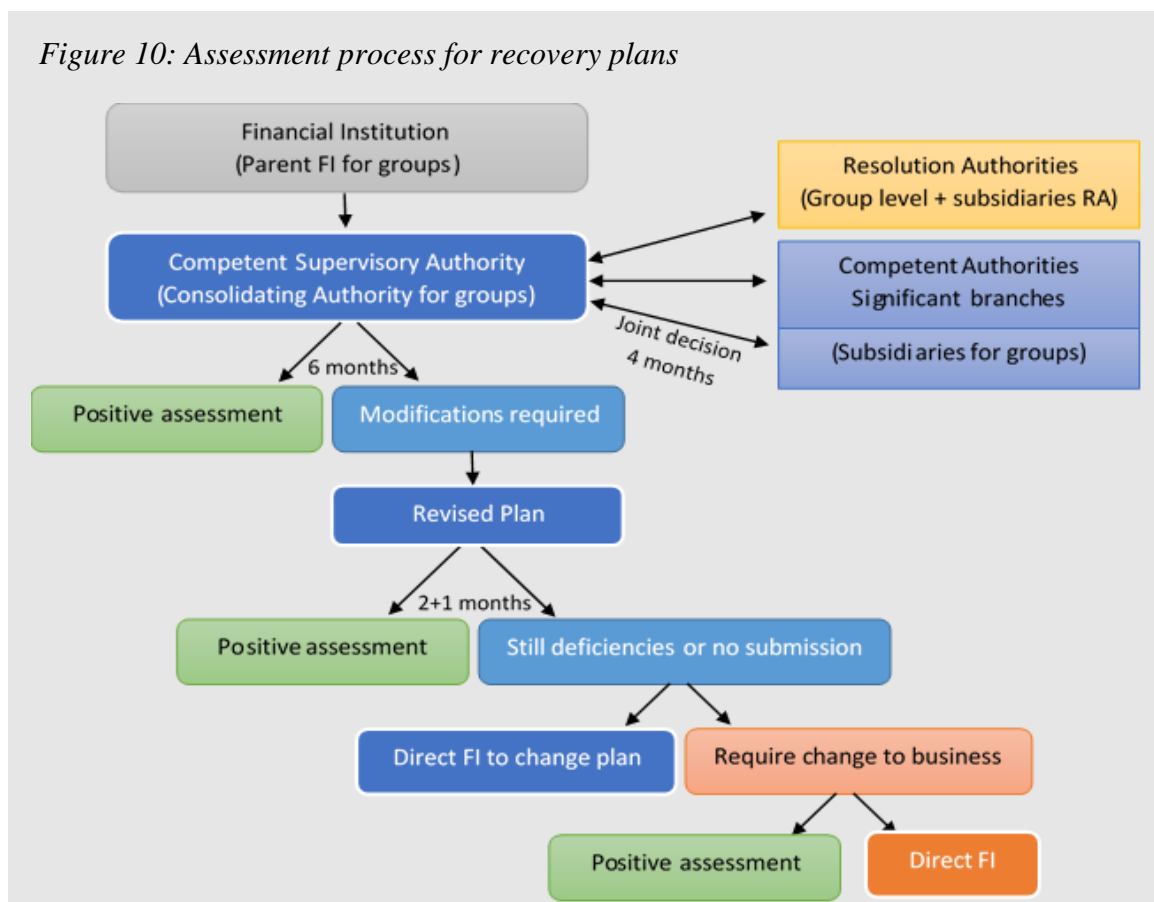 Figure 10: Assessment process for recovery plans
Financial Institution
(Parent FI for groups)
Resolution Authorities
(Group level + subsidiaries RA)
Competent Supervisory Authority
(Consolidating Authority for groups)
Competent Authorities
Significant branches
(Subsidiaries for groups)
Joint decision
4 months
6 months
Positive assessment
Modifications required
Revised Plan
2+1 months
Positive assessment
Still deficiencies or no submission
Direct FI to change plan
Require change to business
Positive assessment
Direct FI